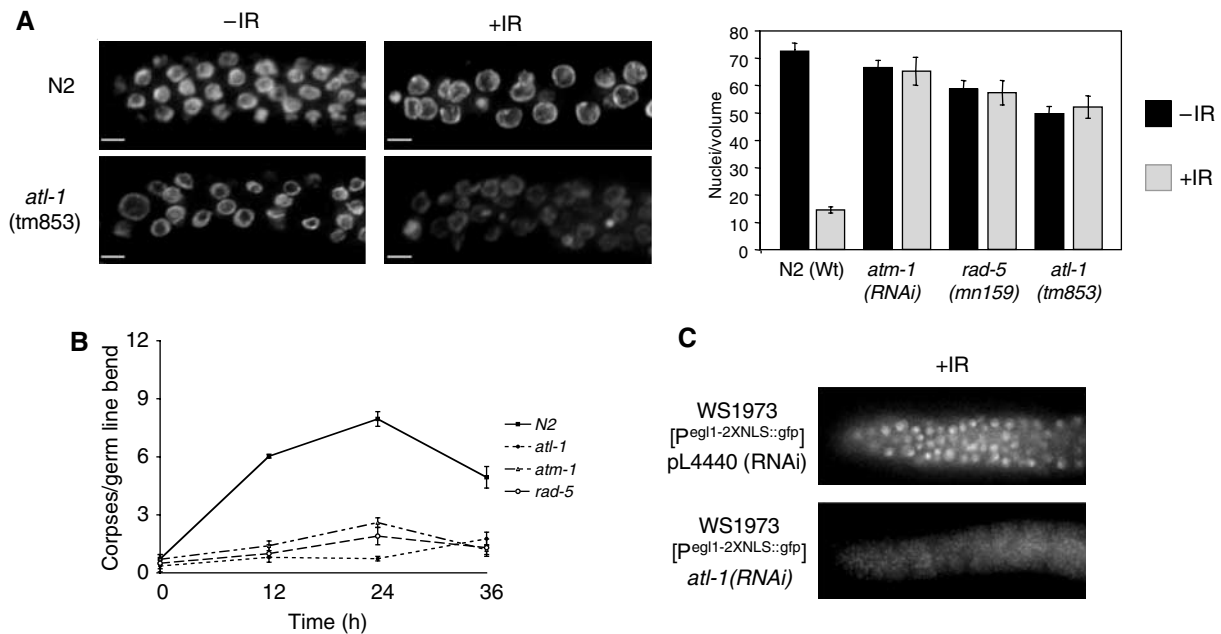 A
–IR
+IR
N2
atl-1
(tm853)
Nuclei/volume
80
70
60
50
40
30
20
10
0
N2 (Wt)
atm-1
(RNAi)
rad-5
(mn159)
atl-1
(tm853)
–IR
+IR
B
Corpses/germ line bend
12
9
6
3
0
0
12
24
36
Time (h)
N2
atl-1
atm-1
rad-5
C
+IR
WS1973
[Pegl1-2XNLS::gfp]
pL4440 (RNAi)
WS1973
[Pegl1-2XNLS::gfp]
atl-1(RNAi)